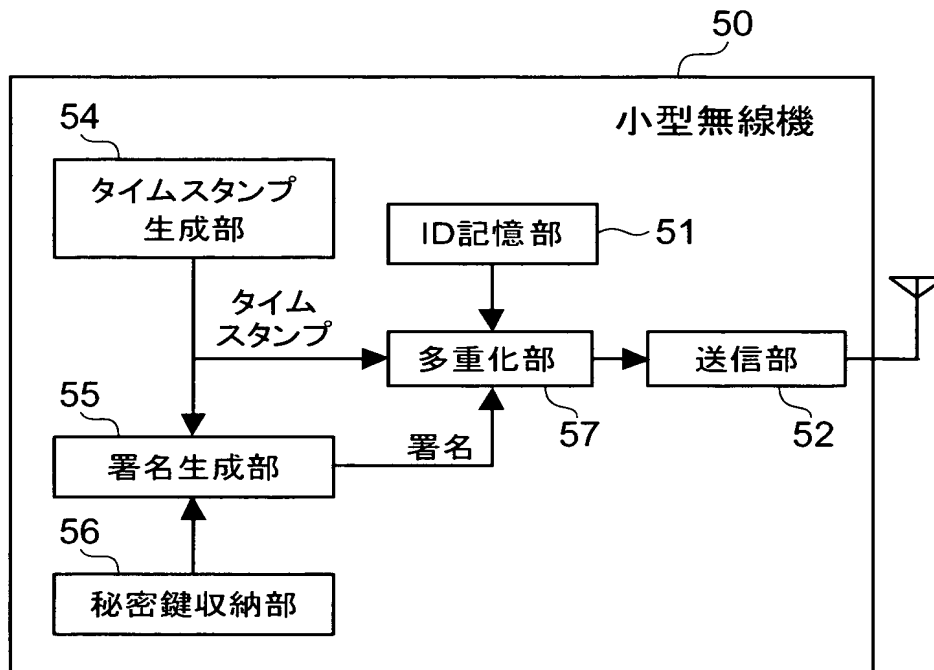 50
小型無線機
54
タイムスタンプ
生成部
ID記憶部
51
タイム
スタンプ
多重化部
57
送信部
52
55
署名生成部
署名
56
秘密鍵収納部